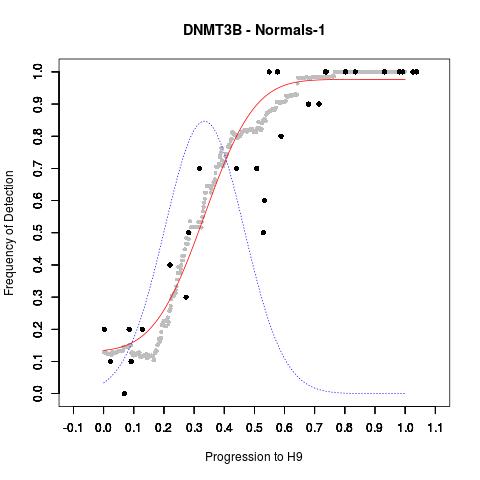 DNMT3B - Normals-1
Frequency of Detection
1.0
0.9
0.8
0.7
0.6
0.5
0.4
0.3
0.2
0.1
0.0
-0.1 0.0 0.1 0.2 0.3 0.4 0.5 0.6 0.7 0.8 0.9 1.0 1.1
Progression to H9